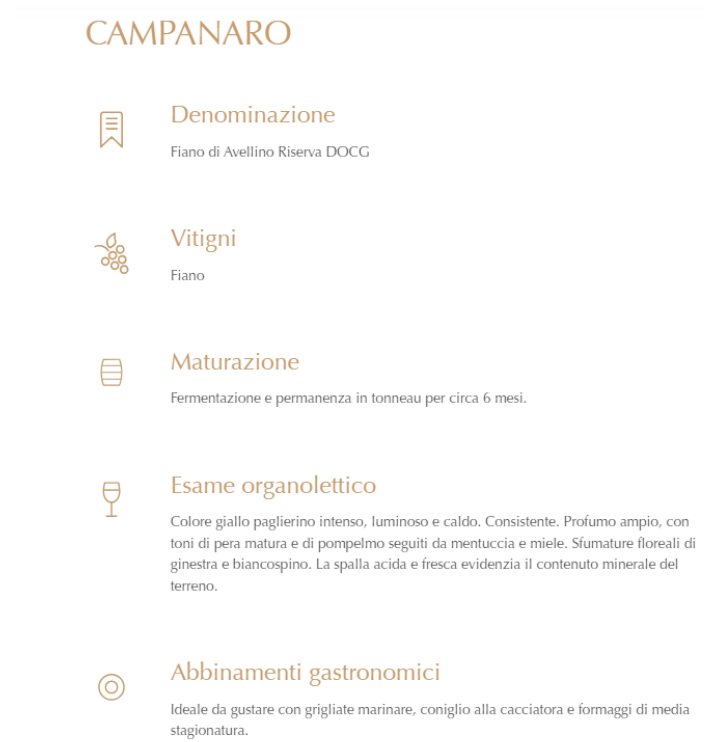 CAMPANARO
Denominazione
Fiano di Avellino Riserva DOCG
Vitigni
Fiano
Maturazione
Fermentazione e permanenza in tonneau per circa 6 mesi.
Esame organolettico
Colore giallo paglierino intenso, luminoso e caldo. Consistente. Profumo ampio, con
toni di pera matura e di pompelmo seguiti da mentuccia e miele. Sfumature floreali di
ginestra e biancospino. La spalla acida e fresca evidenzia il contenuto minerale del
terreno.
Abbinamenti gastronomici
Ideale da gustare con grigliate marinare, coniglio alla cacciatora e formaggi di media
stagionatura.